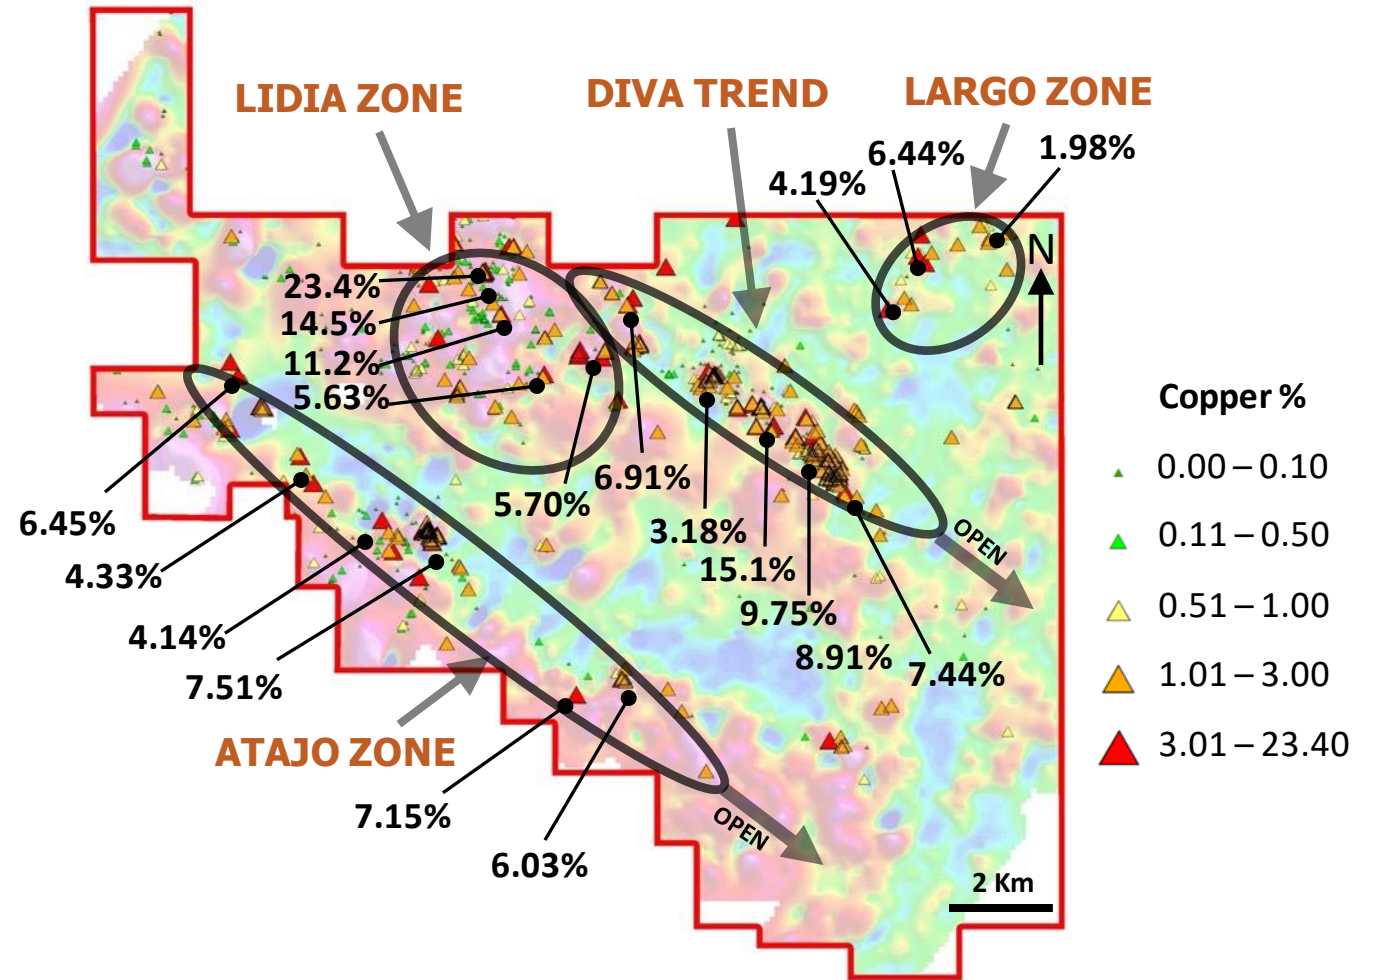 LIDIA ZONE
DIVA TREND
LARGO ZONE
6.44%
1.98%
4.19%
N
23.4%
14.5%
11.2%
5.63%
5.70%
6.91%
3.18%
15.1%
9.75%
8.91%
7.44%
OPEN
6.45%
4.33%
4.14%
7.51%
ATAJO ZONE
7.15%
6.03%
OPEN
2 Km
Copper %
0.00 – 0.10
0.11 – 0.50
0.51 – 1.00
1.01 – 3.00
3.01 – 23.40